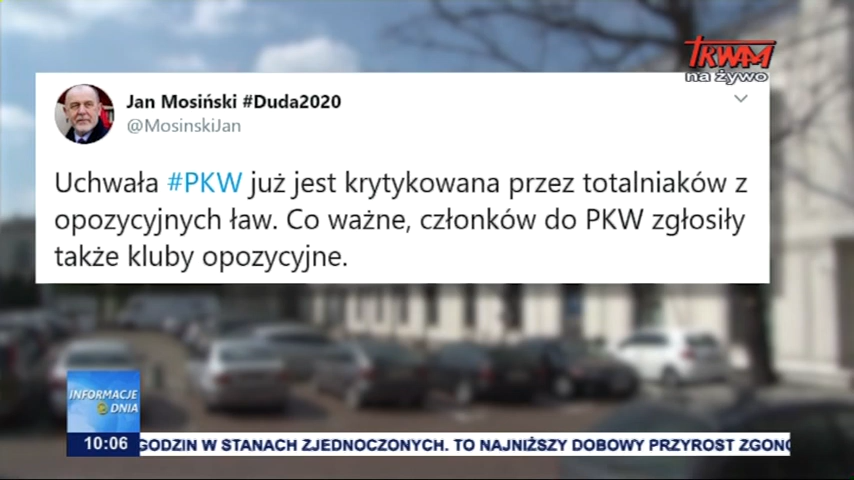 TRWAM
na żywo
Jan Mosiński #Duda2020
@MosinskiJan
Uchwała #PKW już jest krytykowana przez totalniaków z
opozycyjnych ław. Co ważne, członków do PKW zgłosiły
także kluby opozycyjne.
INFORMACJE
DNIA
10:06 GODZIN W STANACH ZJEDNOCZONYCH. TO NAJNIŻSZY DOBOWY PRZYROST ZGONÓ